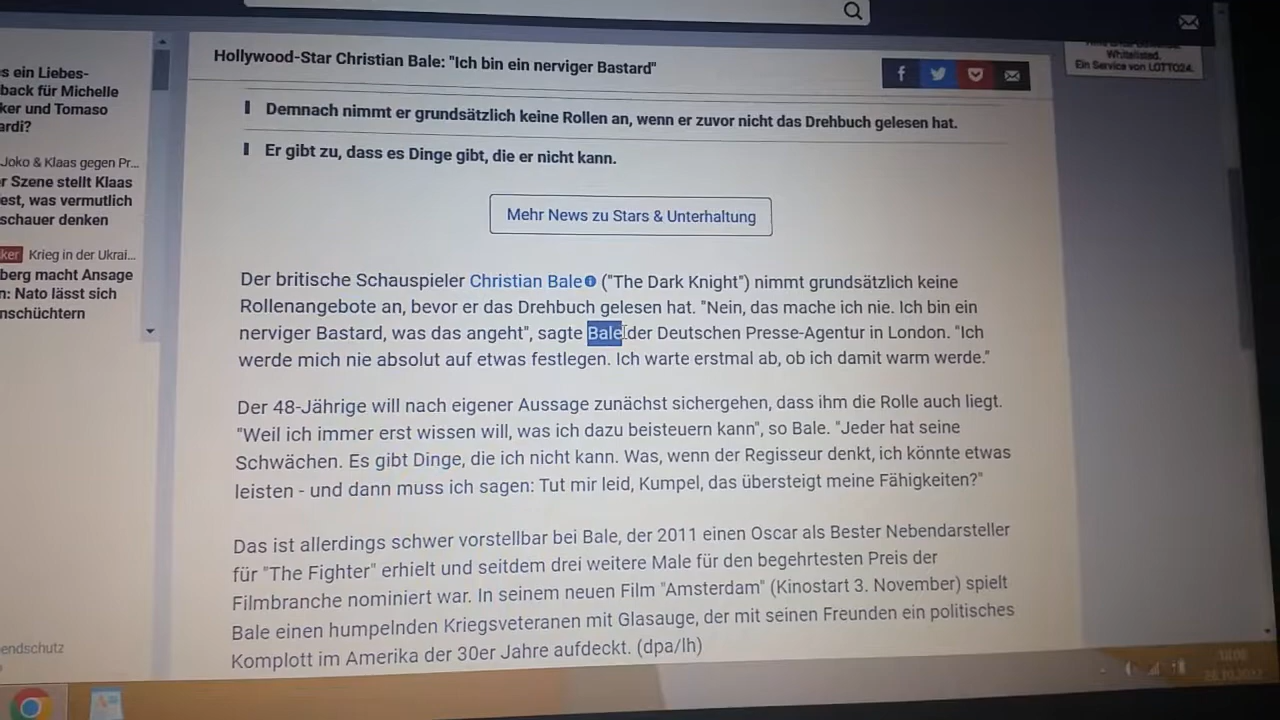 Hollywood-Star Christian Bale: "Ich bin ein nerviger Bastard"
Whitelisted.
Ein Service von LOTTO24.
s ein Liebes-
back für Michelle
ker und Tomaso
ardi?
Joko & Klaas gegen Pr...
r Szene stellt Klaas
est, was vermutlich
schauer denken
ker Krieg in der Ukrai...
berg macht Ansage
n: Nato lässt sich
nschüchtern
endschutz
Demnach nimmt er grundsätzlich keine Rollen an, wenn er zuvor nicht das Drehbuch gelesen hat.
Er gibt zu, dass es Dinge gibt, die er nicht kann.
Mehr News zu Stars & Unterhaltung
Der britische Schauspieler Christian Bale ("The Dark Knight") nimmt grundsätzlich keine
Rollenangebote an, bevor er das Drehbuch gelesen hat. "Nein, das mache ich nie. Ich bin ein
nerviger Bastard, was das angeht", sagte Bale der Deutschen Presse-Agentur in London. "Ich
werde mich nie absolut auf etwas festlegen. Ich warte erstmal ab, ob ich damit warm werde."
Der 48-Jährige will nach eigener Aussage zunächst sichergehen, dass ihm die Rolle auch liegt.
"Weil ich immer erst wissen will, was ich dazu beisteuern kann", so Bale. "Jeder hat seine
Schwächen. Es gibt Dinge, die ich nicht kann. Was, wenn der Regisseur denkt, ich könnte etwas
leisten - und dann muss ich sagen: Tut mir leid, Kumpel, das übersteigt meine Fähigkeiten?"
Das ist allerdings schwer vorstellbar bei Bale, der 2011 einen Oscar als Bester Nebendarsteller
für "The Fighter" erhielt und seitdem drei weitere Male für den begehrtesten Preis der
Filmbranche nominiert war. In seinem neuen Film "Amsterdam" (Kinostart 3. November) spielt
Bale einen humpelnden Kriegsveteranen mit Glasauge, der mit seinen Freunden ein politisches
Komplott im Amerika der 30er Jahre aufdeckt. (dpa/lh)